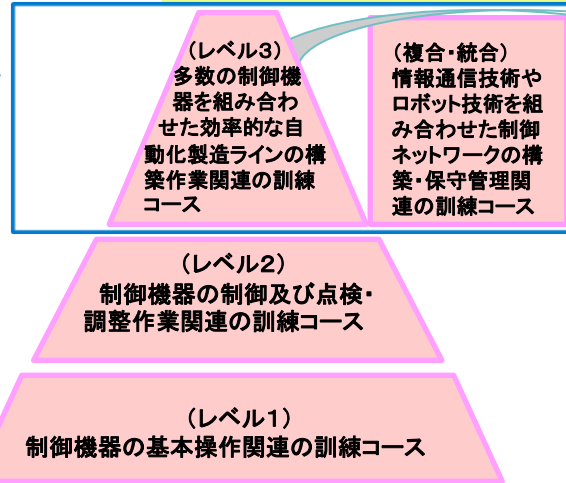 （レベル３）
多数の制御機
器を組み合わ
せた効率的な自
動化製造ラインの構
築作業関連の訓練
コース
（複合・統合）
情報通信技術や
ロボット技術を組
み合わせた制御
ネットワークの構
築・保守管理関
連の訓練コース
（レベル２）
制御機器の制御及び点検・
調整作業関連の訓練コース
（レベル１）
制御機器の基本操作関連の訓練コース